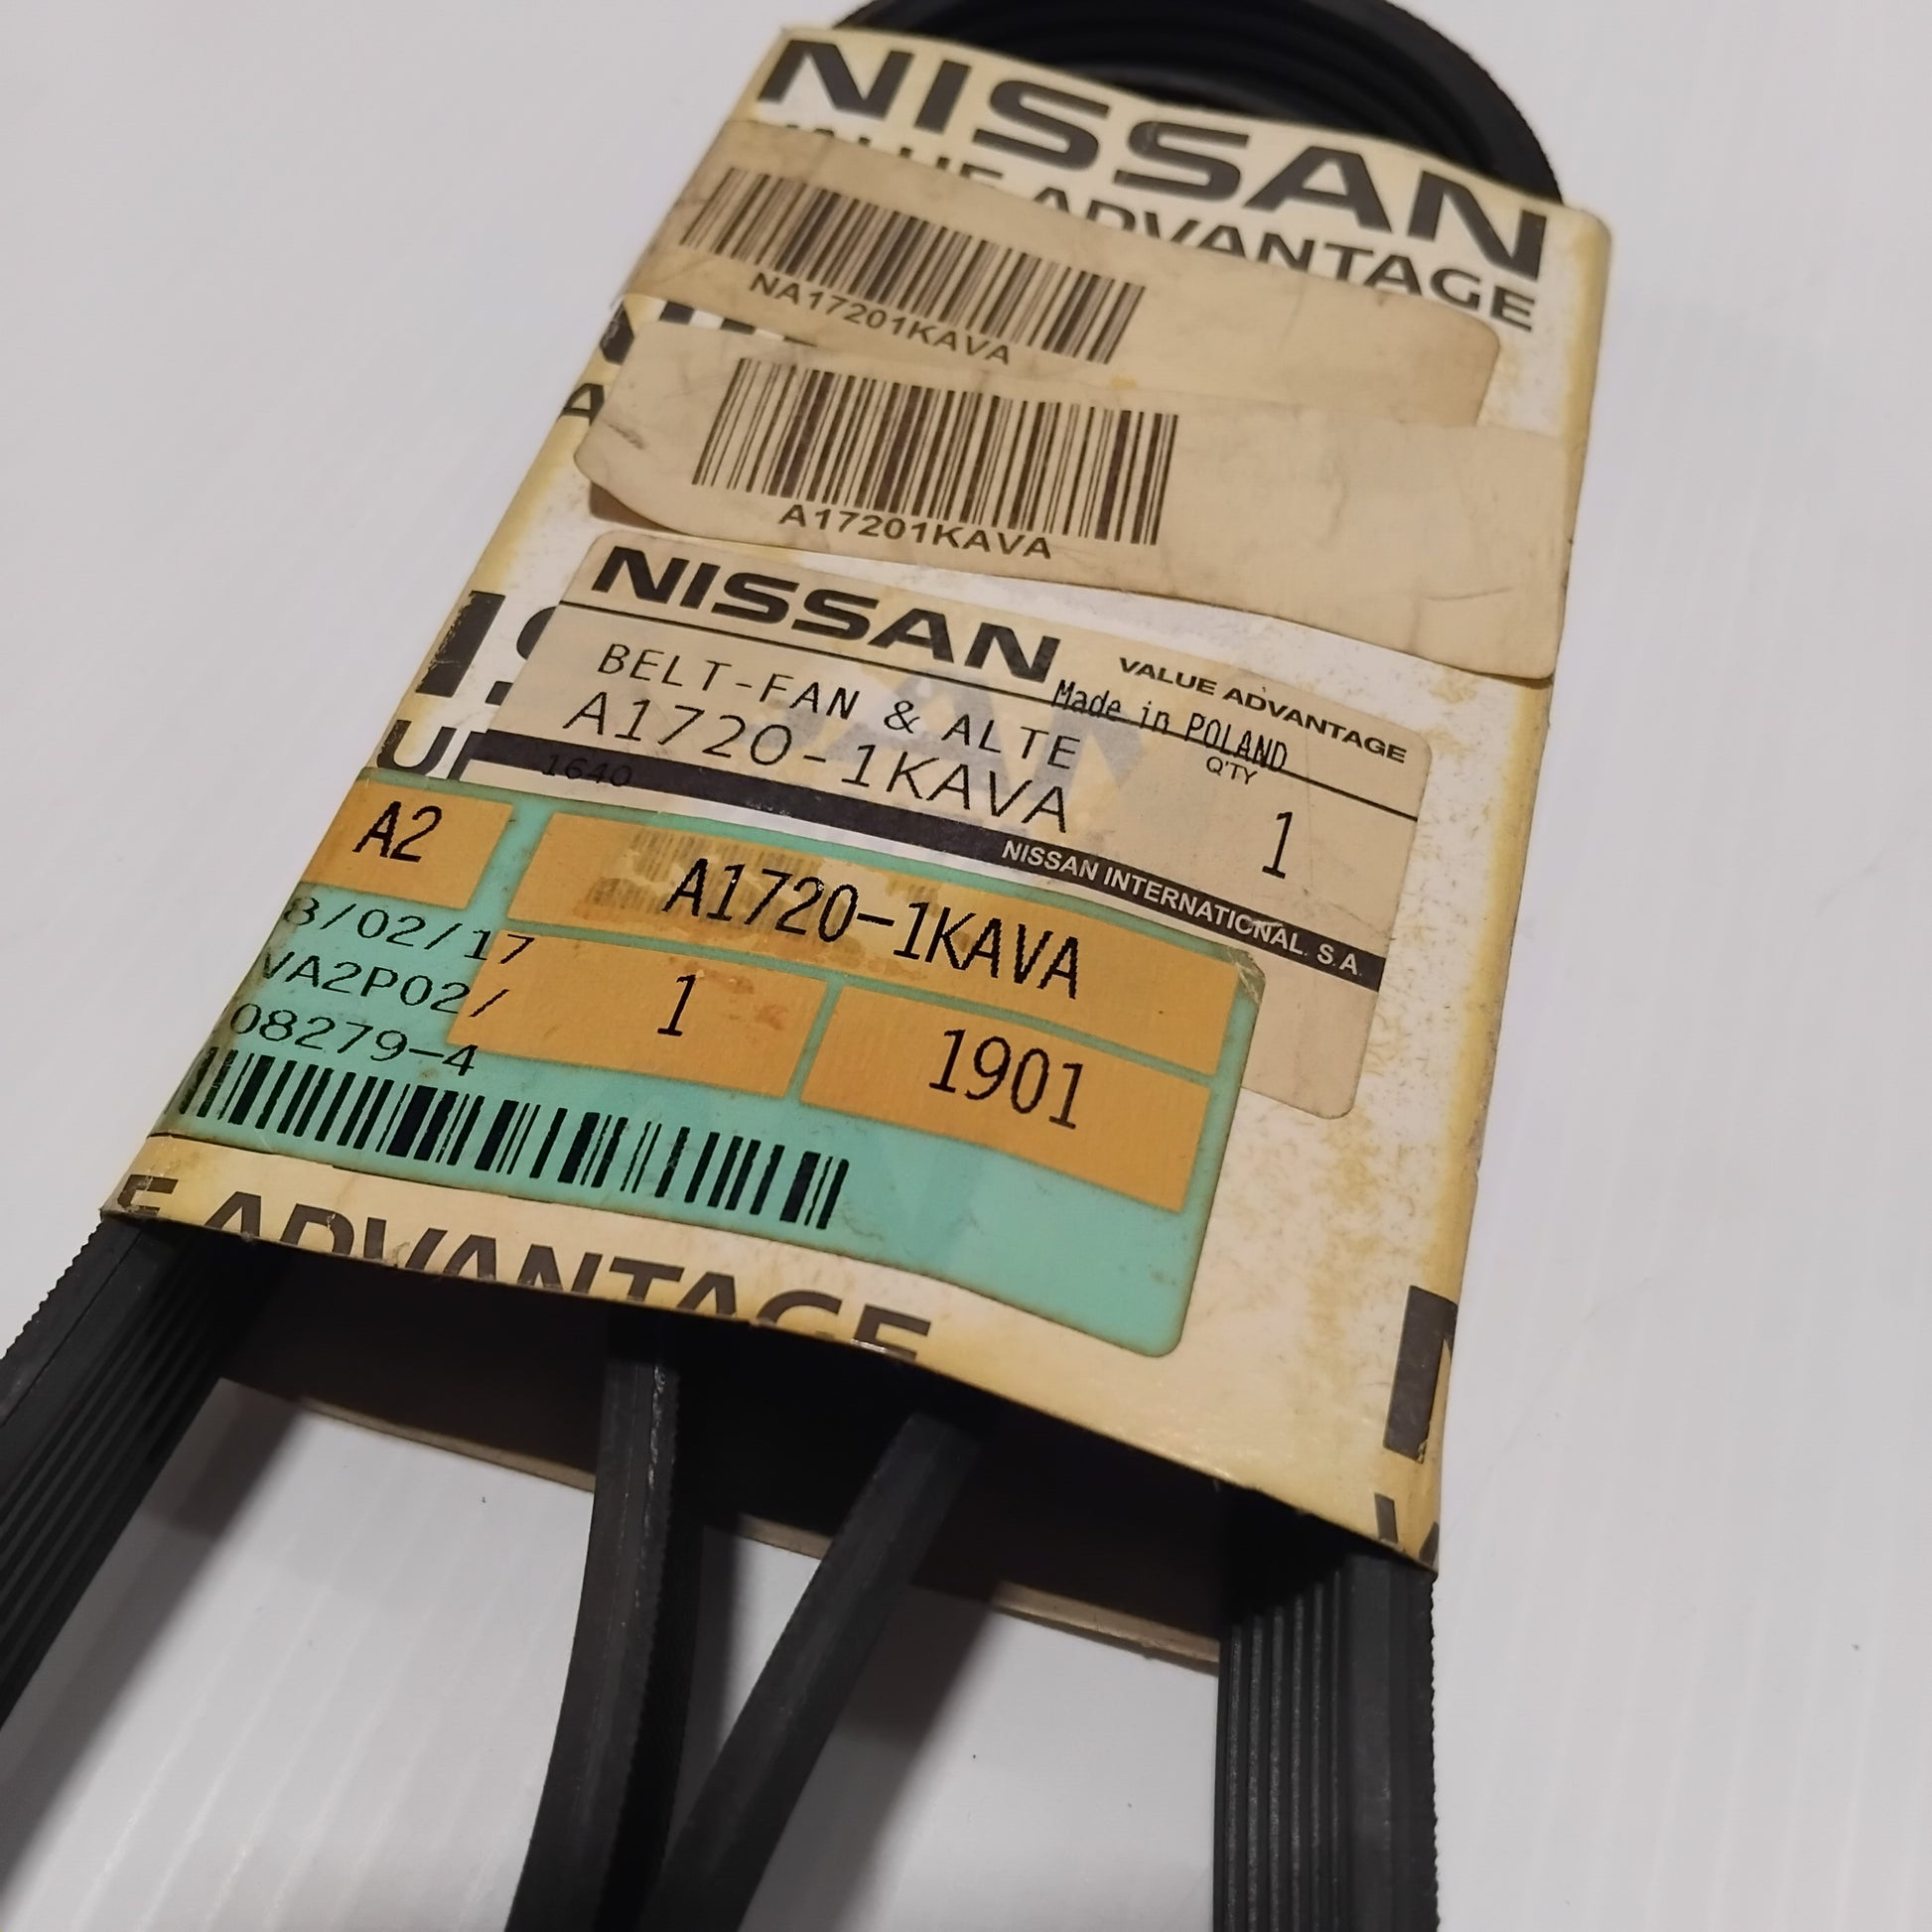 NISSAN
VALUE ADVANTAGE
NA17201KAVA
A17201KAVA
NISSAN
VALUE ADVANTAGE
BELT-FAN & ALTE
Made in POLAND
A1720-1KAVA
Q'TY
1
1640
NISSAN INTERNATIONAL. S.A.
A2
A1720-1KAVA
8/02/17
VA2P02/
1
1901
08279-4
E ADVANTAGE